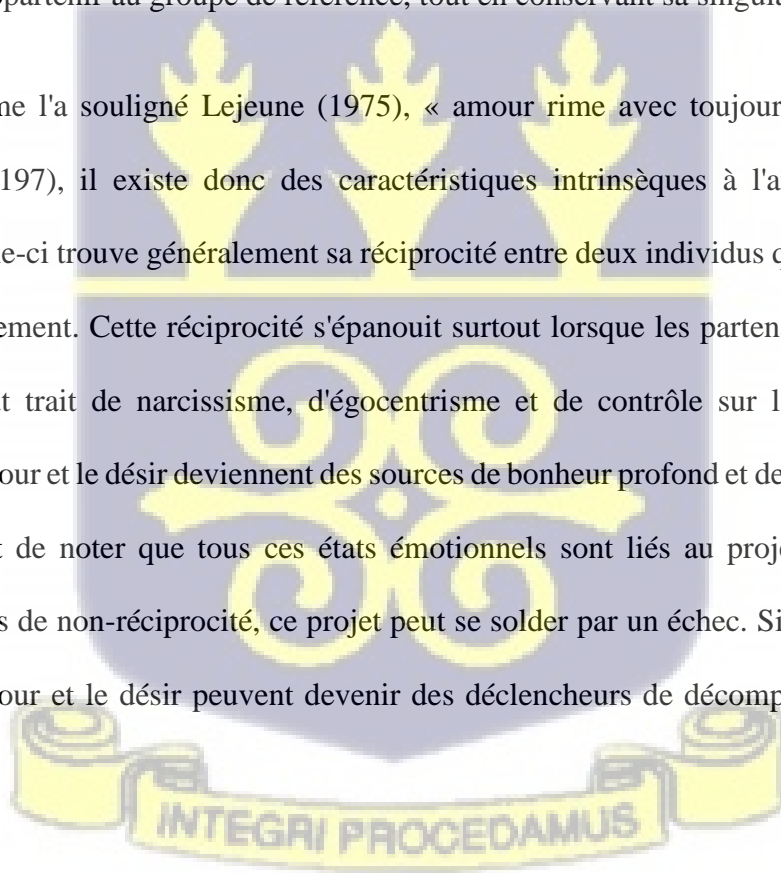 partenir au groupe de référence, tout en conservant sa singula
me l'a souligné Lejeune (1975), « amour rime avec toujour
197), il existe donc des caractéristiques intrinsèques à l'a
le-ci trouve généralement sa réciprocité entre deux individus q
ement. Cette réciprocité s'épanouit surtout lorsque les parten
ut trait de narcissisme, d'égocentrisme et de contrôle sur l
our et le désir deviennent des sources de bonheur profond et de
t de noter que tous ces états émotionnels sont liés au proje
s de non-réciprocité, ce projet peut se solder par un échec. Si
our et le désir peuvent devenir des déclencheurs de décomp
INTEGRI PROCEDAMUS